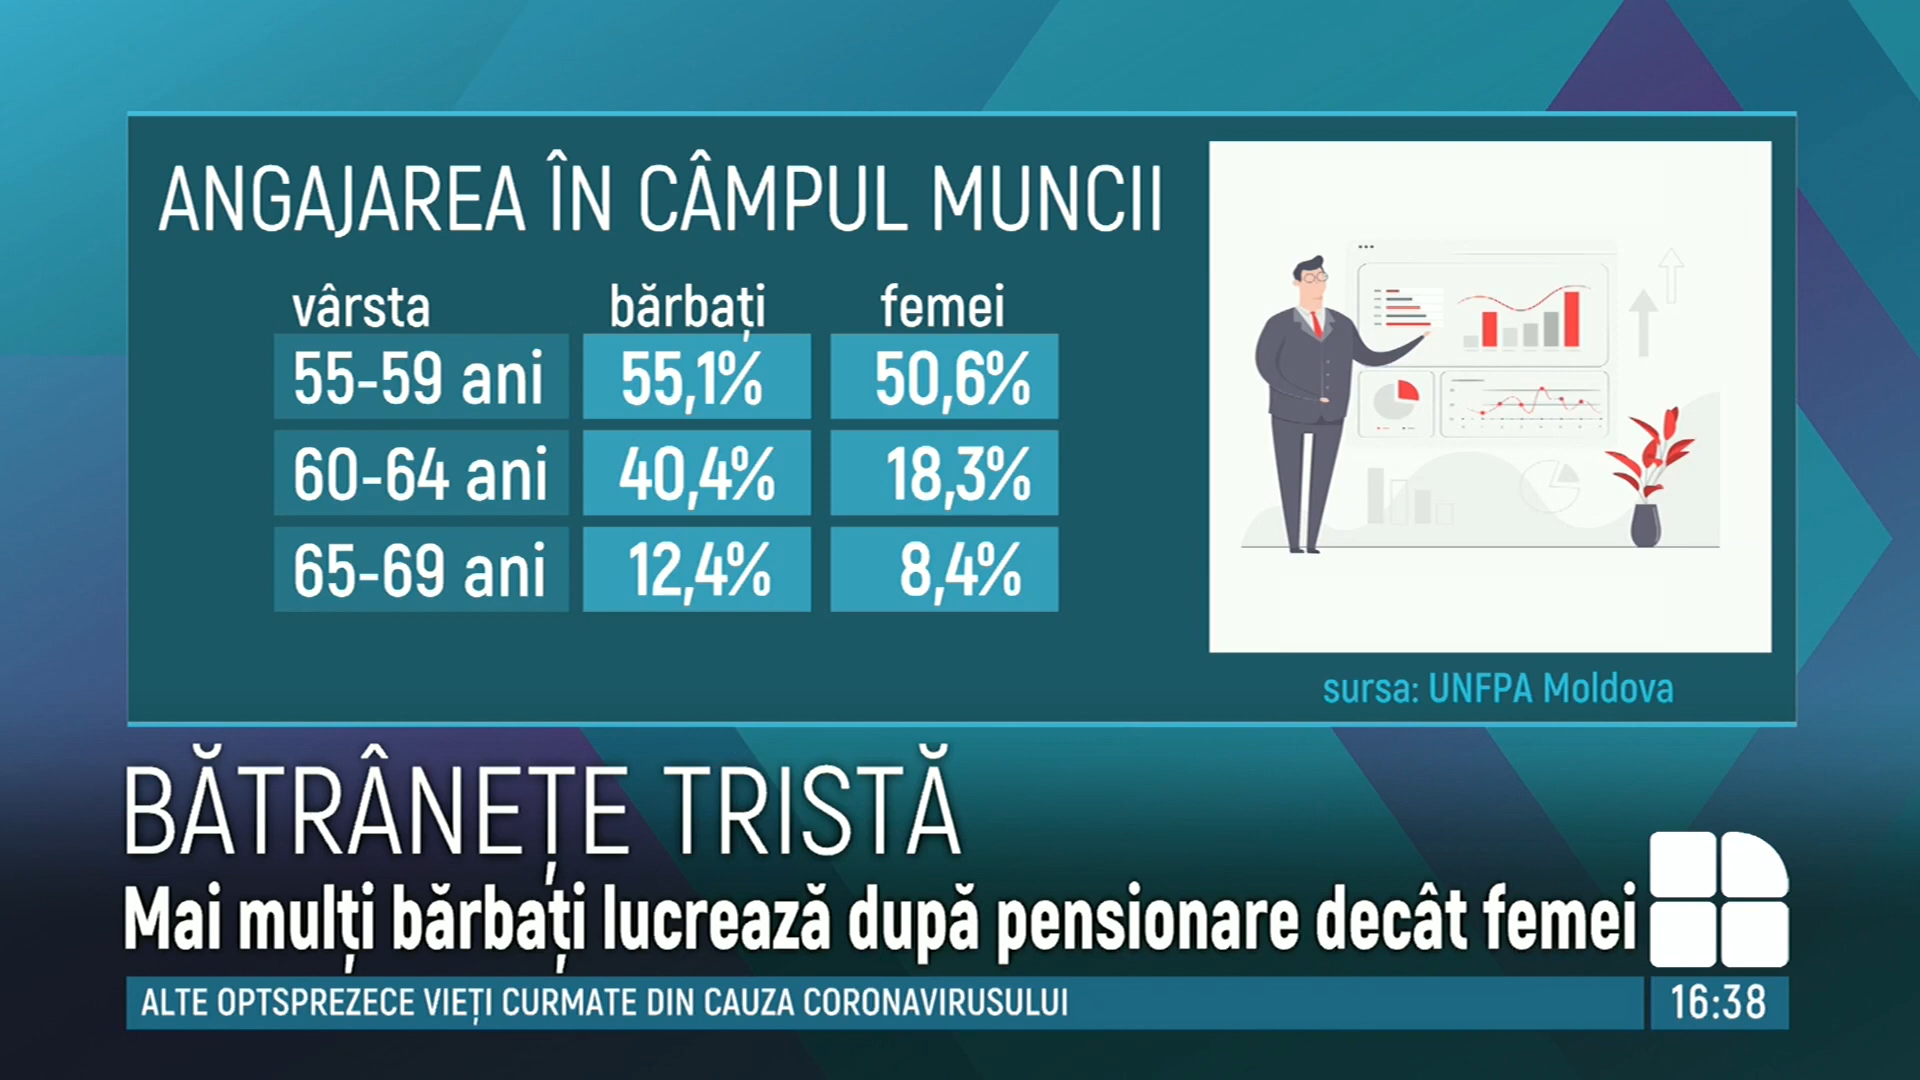 ANGAJAREA ÎN CÂMPUL MUNCII
vârsta bărbați femei
55-59 ani 55,1% 50,6%
60-64 ani 40,4% 18,3%
65-69 ani 12,4% 8,4%
sursa: UNFPA Moldova
BĂTRÂNEȚE TRISTĂ
Mai mulți bărbați lucrează după pensionare decât femei
ALTE OPTSPREZECE VIEȚI CURMATE DIN CAUZA CORONAVIRUSULUI
16:38